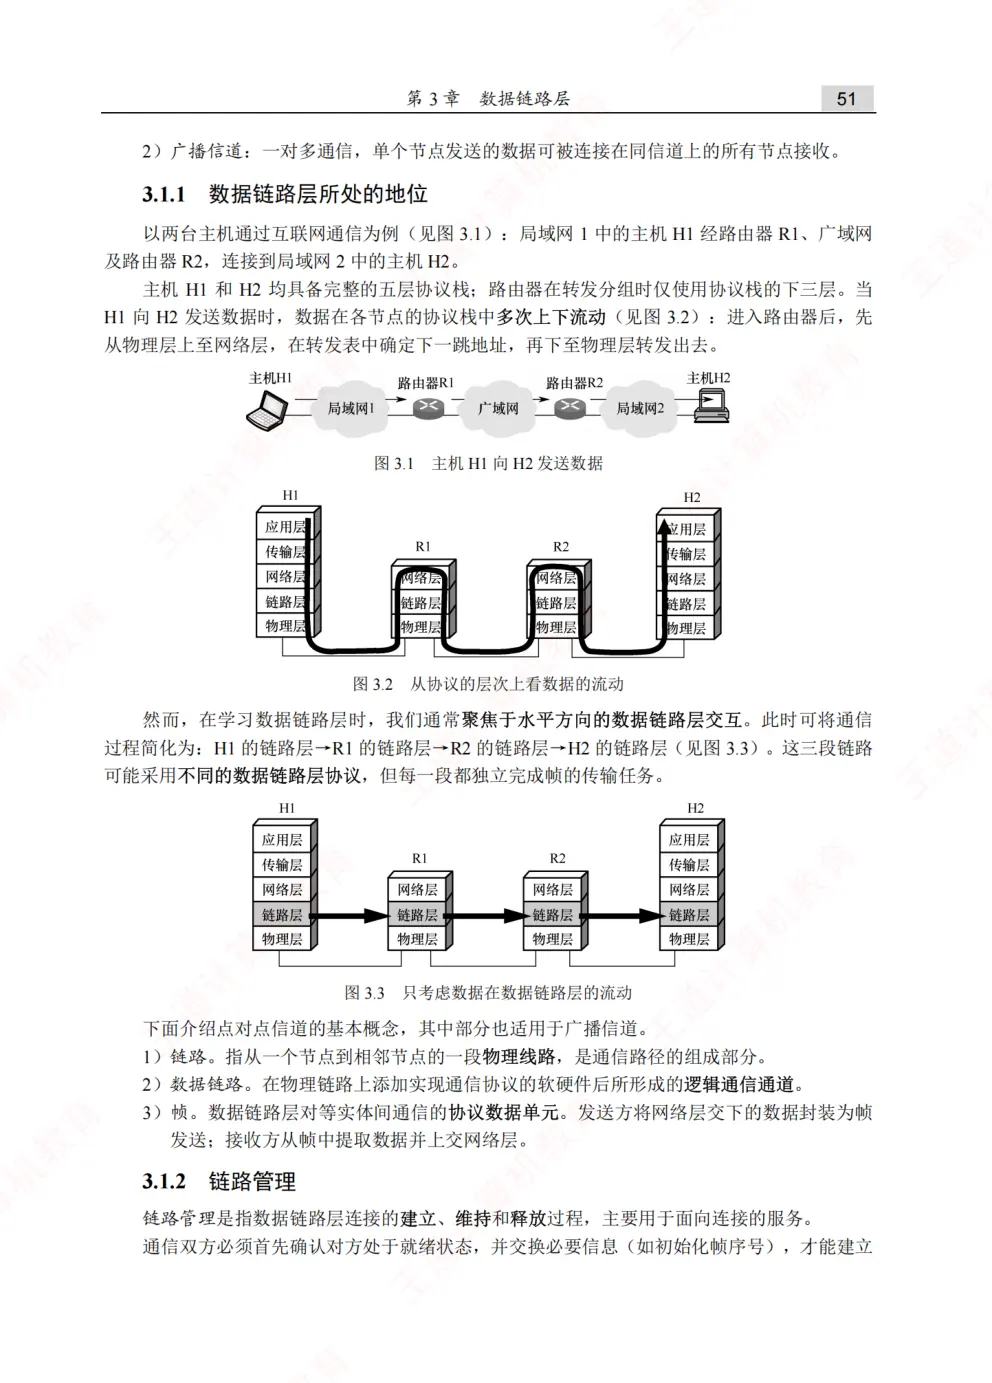 第 3 章　数据链路层
51
2）广播信道：一对多通信，单个节点发送的数据可被连接在同信道上的所有节点接收。
3.1.1　数据链路层所处的地位
以两台主机通过互联网通信为例（见图 3.1）：局域网 1 中的主机 H1 经路由器 R1、广域网
及路由器 R2，连接到局域网 2 中的主机 H2。
主机 H1 和 H2 均具备完整的五层协议栈；路由器在转发分组时仅使用协议栈的下三层。当
H1 向 H2 发送数据时，数据在各节点的协议栈中多次上下流动（见图 3.2）：进入路由器后，先
从物理层上至网络层，在转发表中确定下一跳地址，再下至物理层转发出去。
主机H1
路由器R1
路由器R2
主机H2
局域网1
广域网
局域网2
图 3.1　主机 H1 向 H2 发送数据
H1
H2
R1
R2
应用层
传输层
网络层
链路层
物理层
网络层
链路层
物理层
网络层
链路层
物理层
应用层
传输层
网络层
链路层
物理层
图 3.2　从协议的层次上看数据的流动
然而，在学习数据链路层时，我们通常聚焦于水平方向的数据链路层交互。此时可将通信
过程简化为：H1 的链路层→R1 的链路层→R2 的链路层→H2 的链路层（见图 3.3）。这三段链路
可能采用不同的数据链路层协议，但每一段都独立完成帧的传输任务。
H1
H2
R1
R2
应用层
传输层
网络层
链路层
物理层
网络层
链路层
物理层
网络层
链路层
物理层
应用层
传输层
网络层
链路层
物理层
图 3.3　只考虑数据在数据链路层的流动
下面介绍点对点信道的基本概念，其中部分也适用于广播信道。
1）链路。指从一个节点到相邻节点的一段物理线路，是通信路径的组成部分。
2）数据链路。在物理链路上添加实现通信协议的软硬件后所形成的逻辑通信通道。
3）帧。数据链路层对等实体间通信的协议数据单元。发送方将网络层交下的数据封装为帧
发送；接收方从帧中提取数据并上交网络层。
3.1.2　链路管理
链路管理是指数据链路层连接的建立、维持和释放过程，主要用于面向连接的服务。
通信双方必须首先确认对方处于就绪状态，并交换必要信息（如初始化帧序号），才能建立